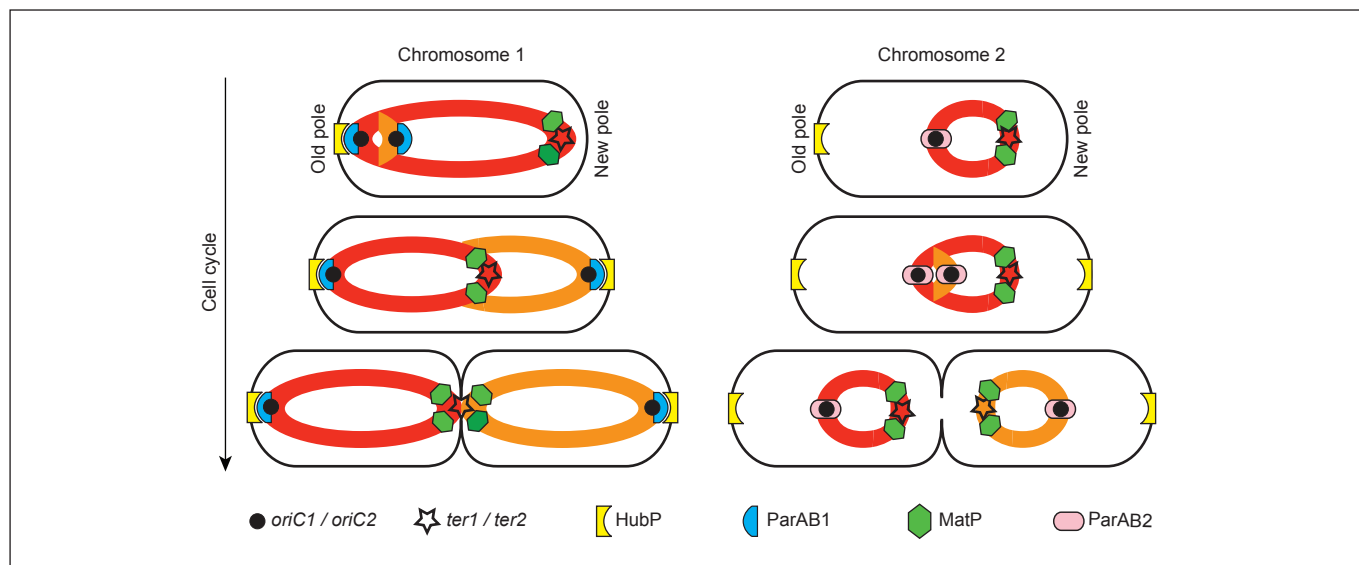 Chromosome 1
Chromosome 2
Old pole
New pole
Old pole
New pole
Cell cycle
oriC1 / oriC2
ter1 / ter2
HubP
ParAB1
MatP
ParAB2